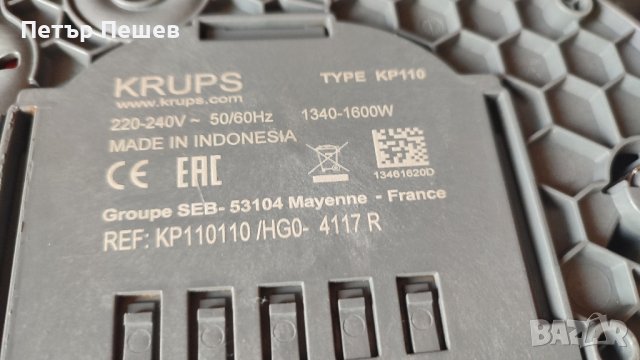 Петър Пешев
KRUPS TYPE KP110
www.krups.com
220-240V ~ 50/60Hz 1340-1600W
MADE IN INDONESIA
CE EAC
13461620D
Groupe SEB- 53104 Mayenne - France
REF: KP110110 /HG0- 4117 R
BAZAR